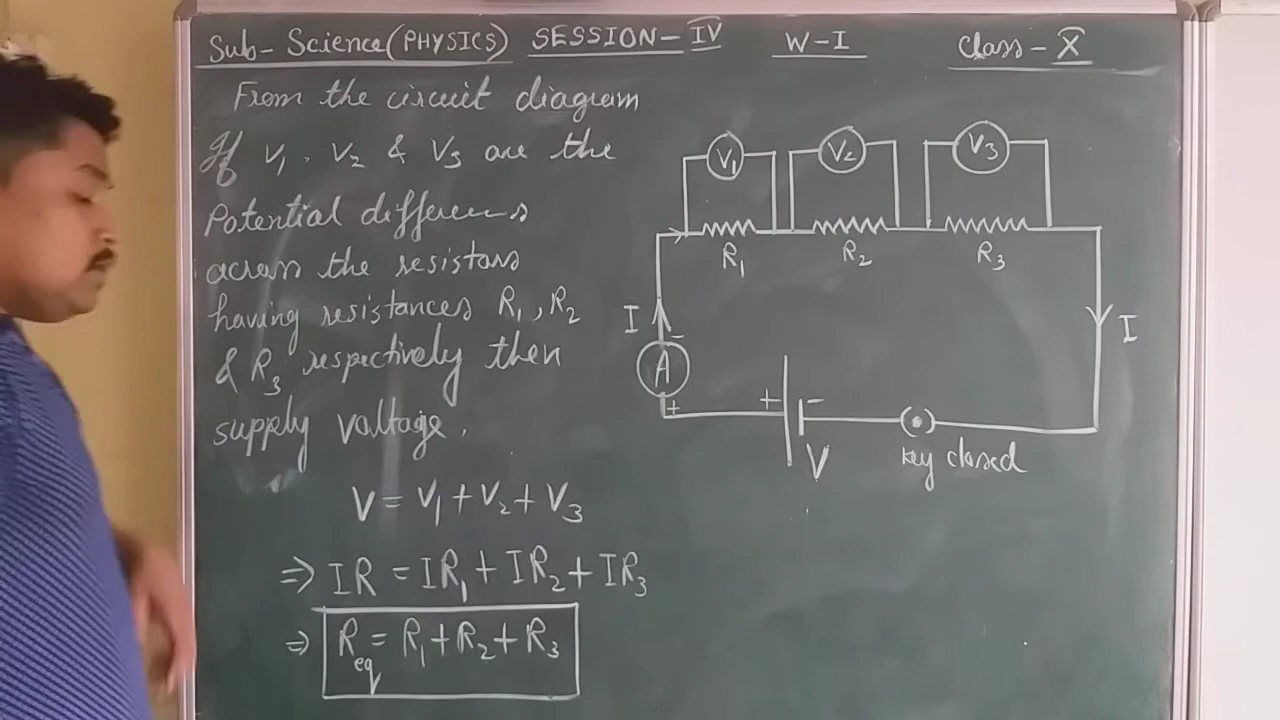 Sub- Science (PHYSICS) SESSION-IV W-I Class-X
From the circuit diagram
If V1, V2 & V3 are the
Potential differences
across the resistors
having resistances R1, R2
& R3 respectively then
supply voltage.
V = V1 + V2 + V3
⇒ IR = IR1 + IR2 + IR3
⇒ Req = R1 + R2 + R3
V1 V2 V3
R1 R2 R3
I I
-
A
+
+ -
V
Key closed